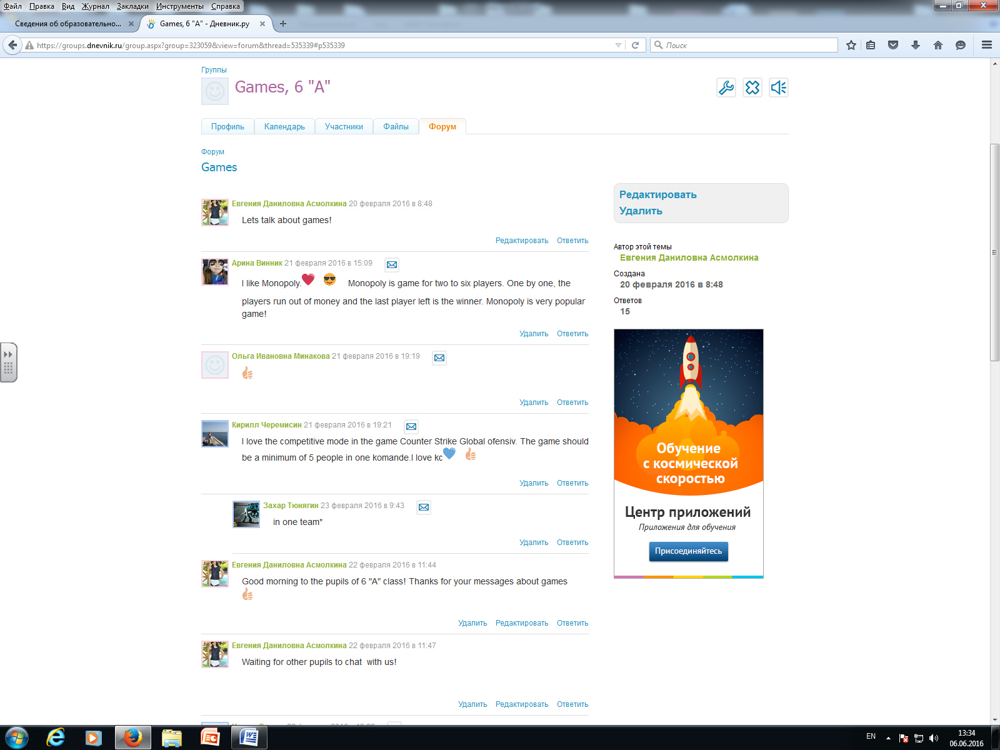 Файл Правка Вид Журнал Закладки Инструменты Справка
Сведения об образовательно...
Games, 6 "А" - Дневник.ру
https://groups.dnevnik.ru/group.aspx?group=323059&view=forum&thread=535339#p535339
Поиск
Группы
Games, 6 "А"
Профиль Календарь Участники Файлы Форум
Форум
Games
Евгения Даниловна Асмолкина 20 февраля 2016 в 8:48
Lets talk about games!
Редактировать Ответить
Арина Винник 21 февраля 2016 в 15:09
I like Monopoly. Monopoly is game for two to six players. One by one, the
players run out of money and the last player left is the winner. Monopoly is very popular
game!
Удалить Ответить
Ольга Ивановна Минакова 21 февраля 2016 в 19:19
Удалить Ответить
Кирилл Черемисин 21 февраля 2016 в 19:21
I love the competitive mode in the game Counter Strike Global ofensiv. The game should
be a minimum of 5 people in one komande.I love кс
Удалить Ответить
Захар Тюнягин 23 февраля 2016 в 9:43
in one team*
Удалить Ответить
Евгения Даниловна Асмолкина 22 февраля 2016 в 11:44
Good morning to the pupils of 6 "A" class! Thanks for your messages about games
Удалить Редактировать Ответить
Евгения Даниловна Асмолкина 22 февраля 2016 в 11:47
Waiting for other pupils to chat  with us!
Удалить Редактировать Ответить
Редактировать
Удалить
Автор этой темы
Евгения Даниловна Асмолкина
Создана
20 февраля 2016 в 8:48
Ответов
15
Обучение
с космической
скоростью
Центр приложений
Приложения для обучения
Присоединяйтесь
EN
13:34
06.06.2016